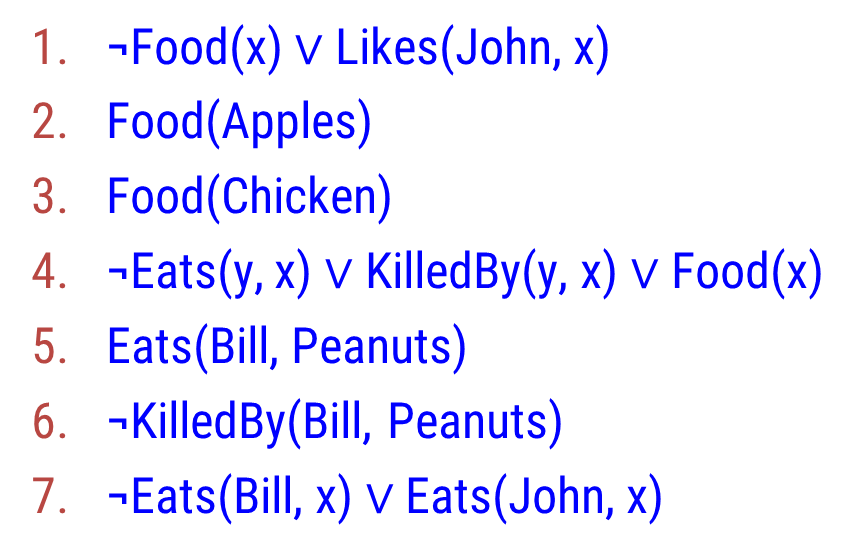 1. ¬Food(x) ∨ Likes(John, x)
2. Food(Apples)
3. Food(Chicken)
4. ¬Eats(y, x) ∨ KilledBy(y, x) ∨ Food(x)
5. Eats(Bill, Peanuts)
6. ¬KilledBy(Bill, Peanuts)
7. ¬Eats(Bill, x) ∨ Eats(John, x)